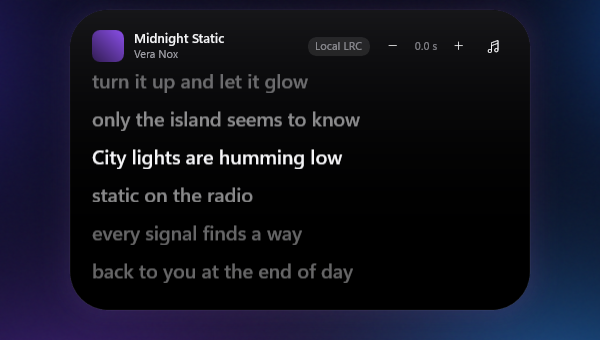 Midnight Static
Vera Nox
Local LRC
− 0.0 s +
turn it up and let it glow
only the island seems to know
City lights are humming low
static on the radio
every signal finds a way
back to you at the end of day